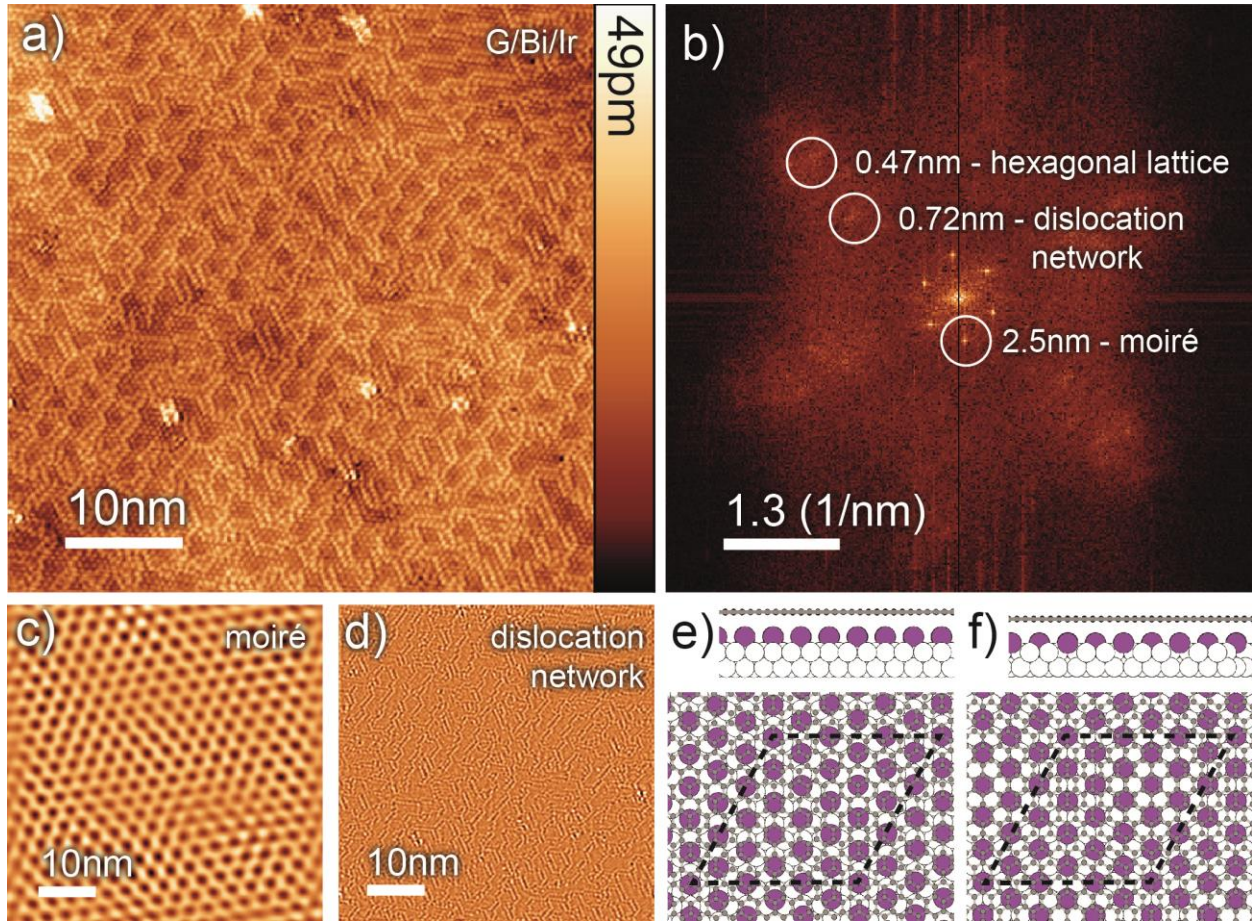 a)
G/Bi/Ir
49pm
10nm
b)
0.47nm - hexagonal lattice
0.72nm - dislocation
network
2.5nm - moiré
1.3 (1/nm)
c)
moiré
10nm
d)
dislocation
network
10nm
e)
f)